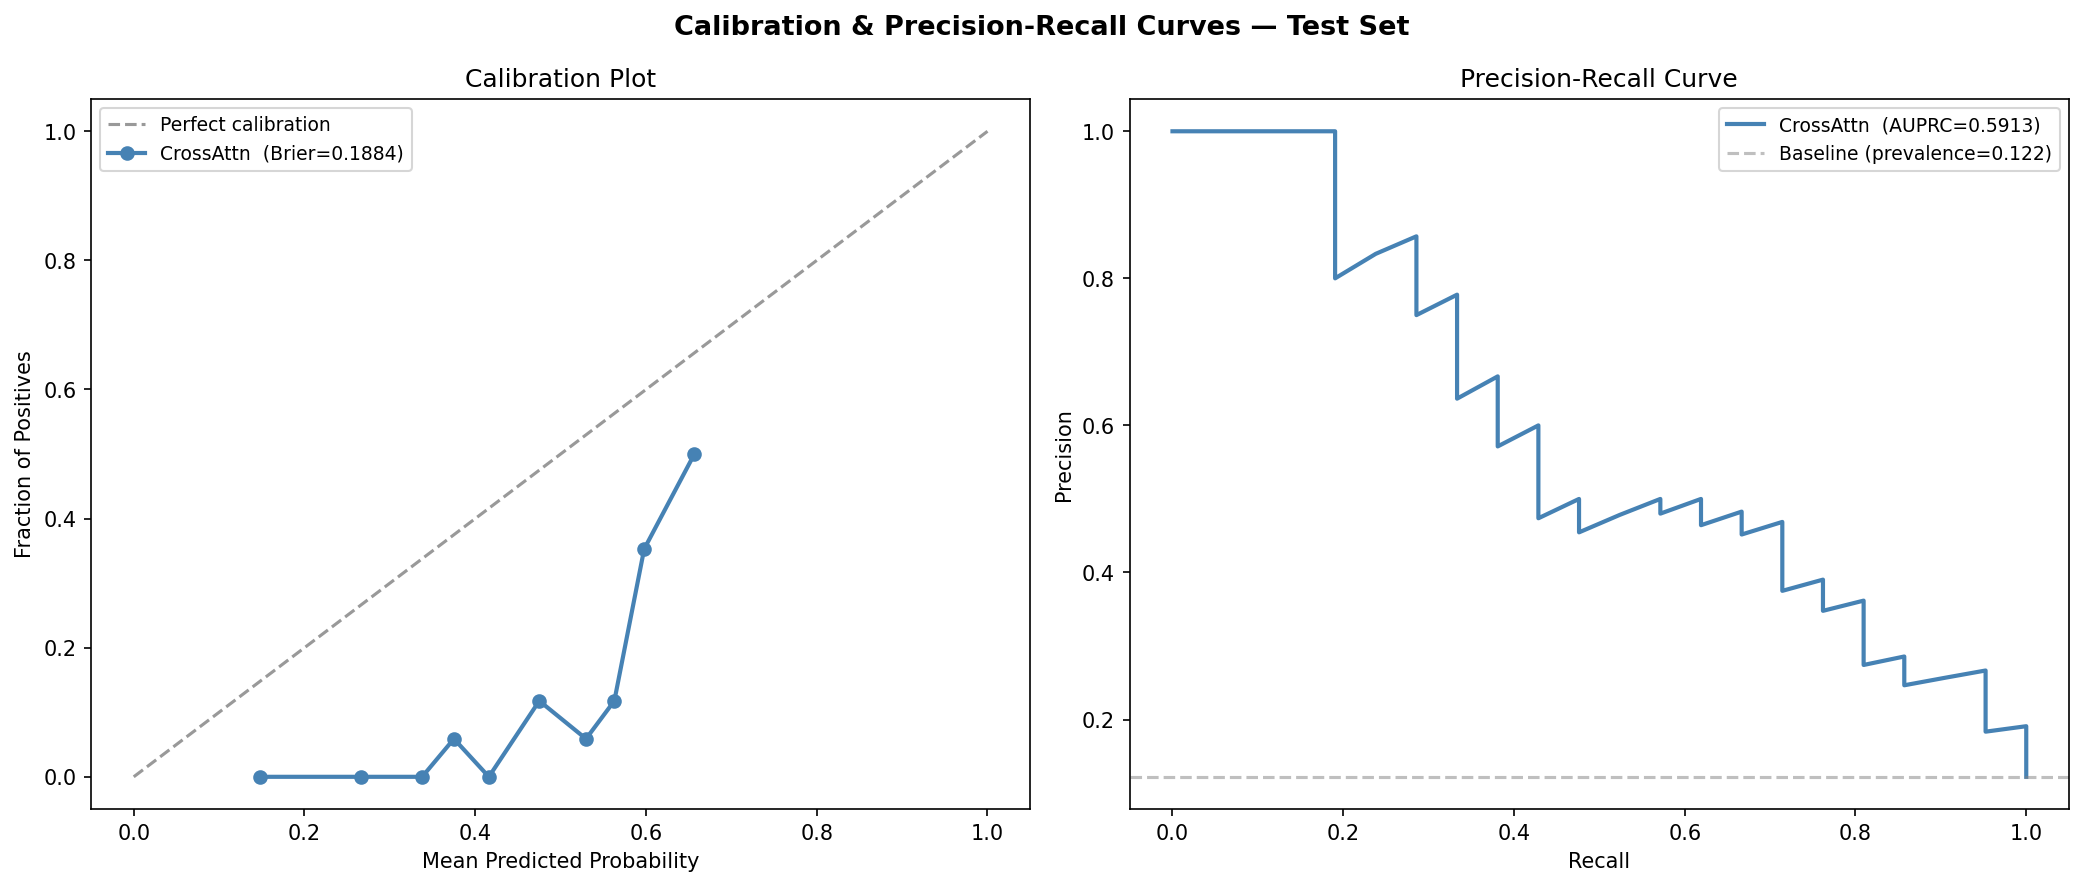 Calibration & Precision-Recall Curves — Test Set
Calibration Plot
Perfect calibration
CrossAttn (Brier=0.1884)
Fraction of Positives
1.0
0.8
0.6
0.4
0.2
0.0
0.0 0.2 0.4 0.6 0.8 1.0
Mean Predicted Probability
Precision-Recall Curve
CrossAttn (AUPRC=0.5913)
Baseline (prevalence=0.122)
Precision
1.0
0.8
0.6
0.4
0.2
0.0 0.2 0.4 0.6 0.8 1.0
Recall